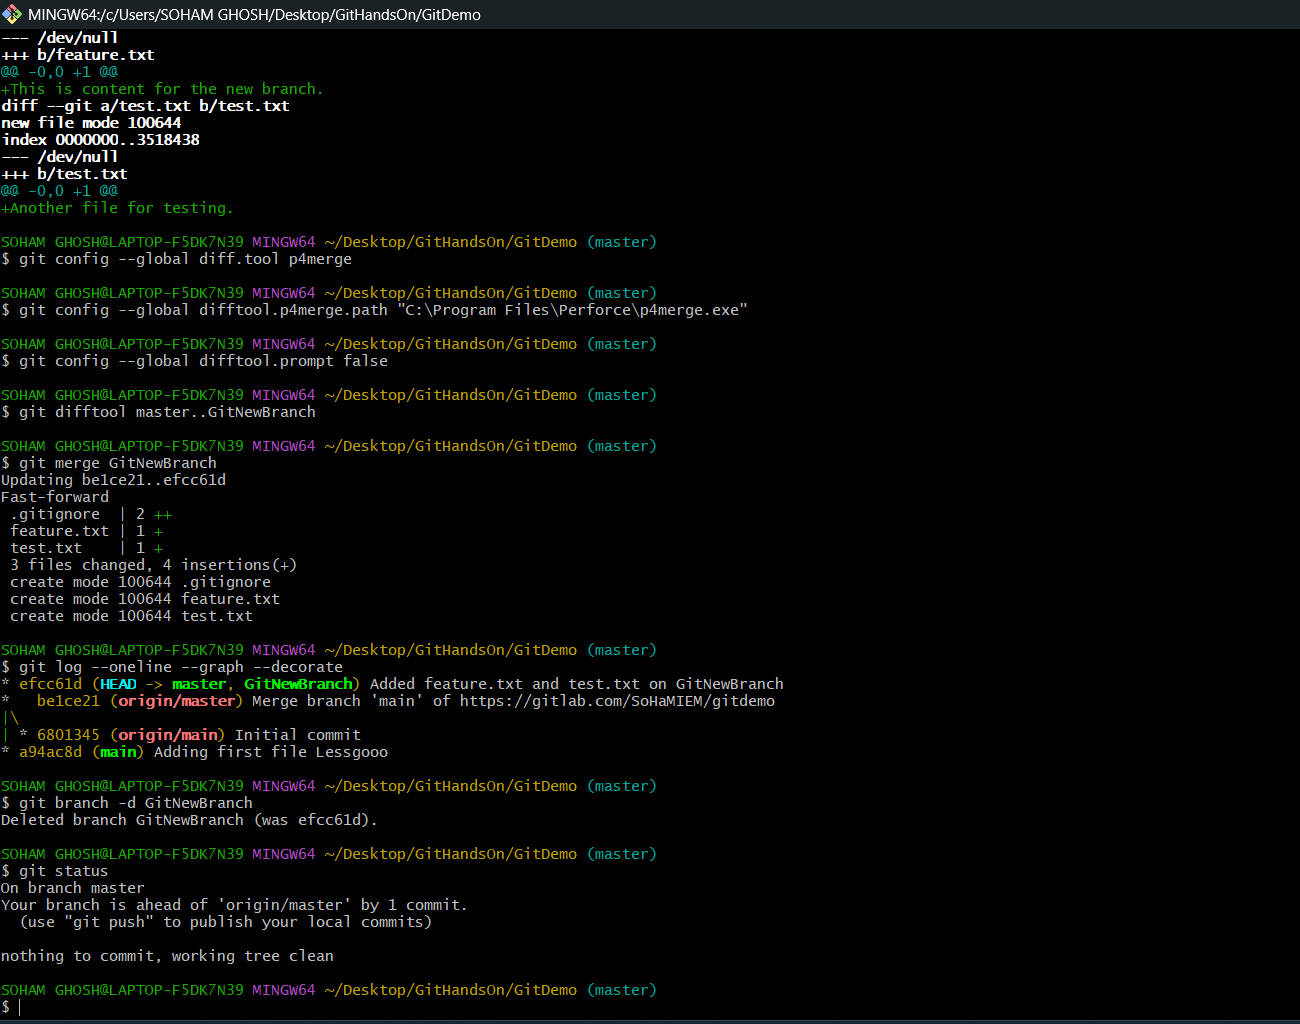 MINGW64:/c/Users/SOHAM GHOSH/Desktop/GitHandsOn/GitDemo
--- /dev/null
+++ b/feature.txt
@@ -0,0 +1 @@
+This is content for the new branch.
diff --git a/test.txt b/test.txt
new file mode 100644
index 0000000..3518438
--- /dev/null
+++ b/test.txt
@@ -0,0 +1 @@
+Another file for testing.

SOHAM GHOSH@LAPTOP-F5DK7N39 MINGW64 ~/Desktop/GitHandsOn/GitDemo (master)
$ git config --global diff.tool p4merge

SOHAM GHOSH@LAPTOP-F5DK7N39 MINGW64 ~/Desktop/GitHandsOn/GitDemo (master)
$ git config --global difftool.p4merge.path "C:\Program Files\Perforce\p4merge.exe"

SOHAM GHOSH@LAPTOP-F5DK7N39 MINGW64 ~/Desktop/GitHandsOn/GitDemo (master)
$ git config --global difftool.prompt false

SOHAM GHOSH@LAPTOP-F5DK7N39 MINGW64 ~/Desktop/GitHandsOn/GitDemo (master)
$ git difftool master..GitNewBranch

SOHAM GHOSH@LAPTOP-F5DK7N39 MINGW64 ~/Desktop/GitHandsOn/GitDemo (master)
$ git merge GitNewBranch
Updating be1ce21..efcc61d
Fast-forward
 .gitignore  | 2 ++
 feature.txt | 1 +
 test.txt    | 1 +
 3 files changed, 4 insertions(+)
 create mode 100644 .gitignore
 create mode 100644 feature.txt
 create mode 100644 test.txt

SOHAM GHOSH@LAPTOP-F5DK7N39 MINGW64 ~/Desktop/GitHandsOn/GitDemo (master)
$ git log --oneline --graph --decorate
* efcc61d (HEAD -> master, GitNewBranch) Added feature.txt and test.txt on GitNewBranch
*   be1ce21 (origin/master) Merge branch 'main' of https://gitlab.com/SoHaMIEM/gitdemo
|\
| * 6801345 (origin/main) Initial commit
* a94ac8d (main) Adding first file Lessgooo

SOHAM GHOSH@LAPTOP-F5DK7N39 MINGW64 ~/Desktop/GitHandsOn/GitDemo (master)
$ git branch -d GitNewBranch
Deleted branch GitNewBranch (was efcc61d).

SOHAM GHOSH@LAPTOP-F5DK7N39 MINGW64 ~/Desktop/GitHandsOn/GitDemo (master)
$ git status
On branch master
Your branch is ahead of 'origin/master' by 1 commit.
  (use "git push" to publish your local commits)

nothing to commit, working tree clean

SOHAM GHOSH@LAPTOP-F5DK7N39 MINGW64 ~/Desktop/GitHandsOn/GitDemo (master)
$